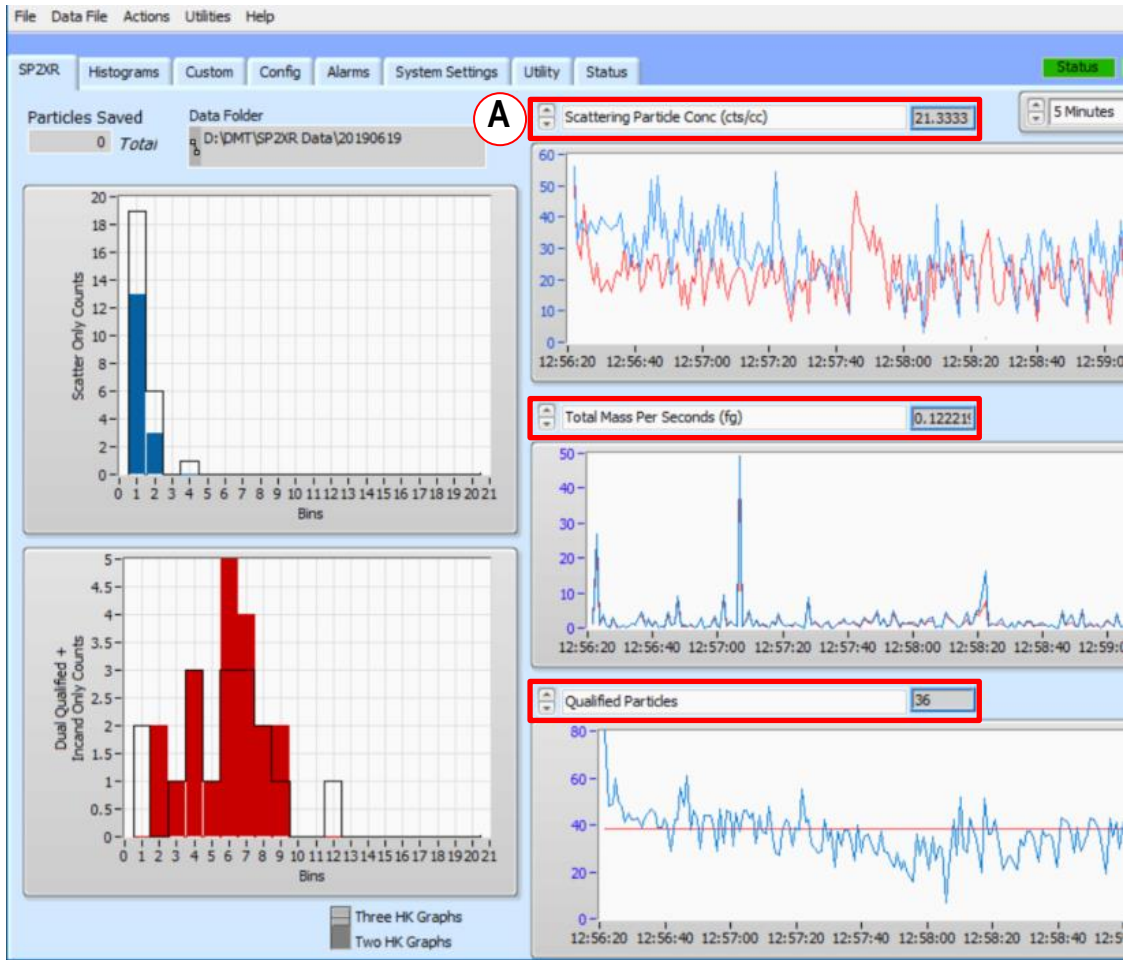 File Data File Actions Utilities Help
SP2XR Histograms Custom Config Alarms System Settings Utility Status Status
Particles Saved
0 Total
Data Folder
D:\DMT\SP2XR Data\20190619
A
Scattering Particle Conc (cts/cc) 21.3333
5 Minutes
20
18
16
14
12
10
8
6
4
2
0
Scatter Only Counts
0 1 2 3 4 5 6 7 8 9 10 11 12 13 14 15 16 17 18 19 20 21
Bins
60
50
40
30
20
10
0
12:56:20 12:56:40 12:57:00 12:57:20 12:57:40 12:58:00 12:58:20 12:58:40 12:59:0
Total Mass Per Seconds (fg) 0.122219
50
40
30
20
10
0
12:56:20 12:56:40 12:57:00 12:57:20 12:57:40 12:58:00 12:58:20 12:58:40 12:59:0
5
4.5
4
3.5
3
2.5
2
1.5
1
0.5
0
Dual Qualified +
Incand Only Counts
0 1 2 3 4 5 6 7 8 9 10 11 12 13 14 15 16 17 18 19 20 21
Bins
Three HK Graphs
Two HK Graphs
Qualified Particles 36
80
60
40
20
0
12:56:20 12:56:40 12:57:00 12:57:20 12:57:40 12:58:00 12:58:20 12:58:40 12:5